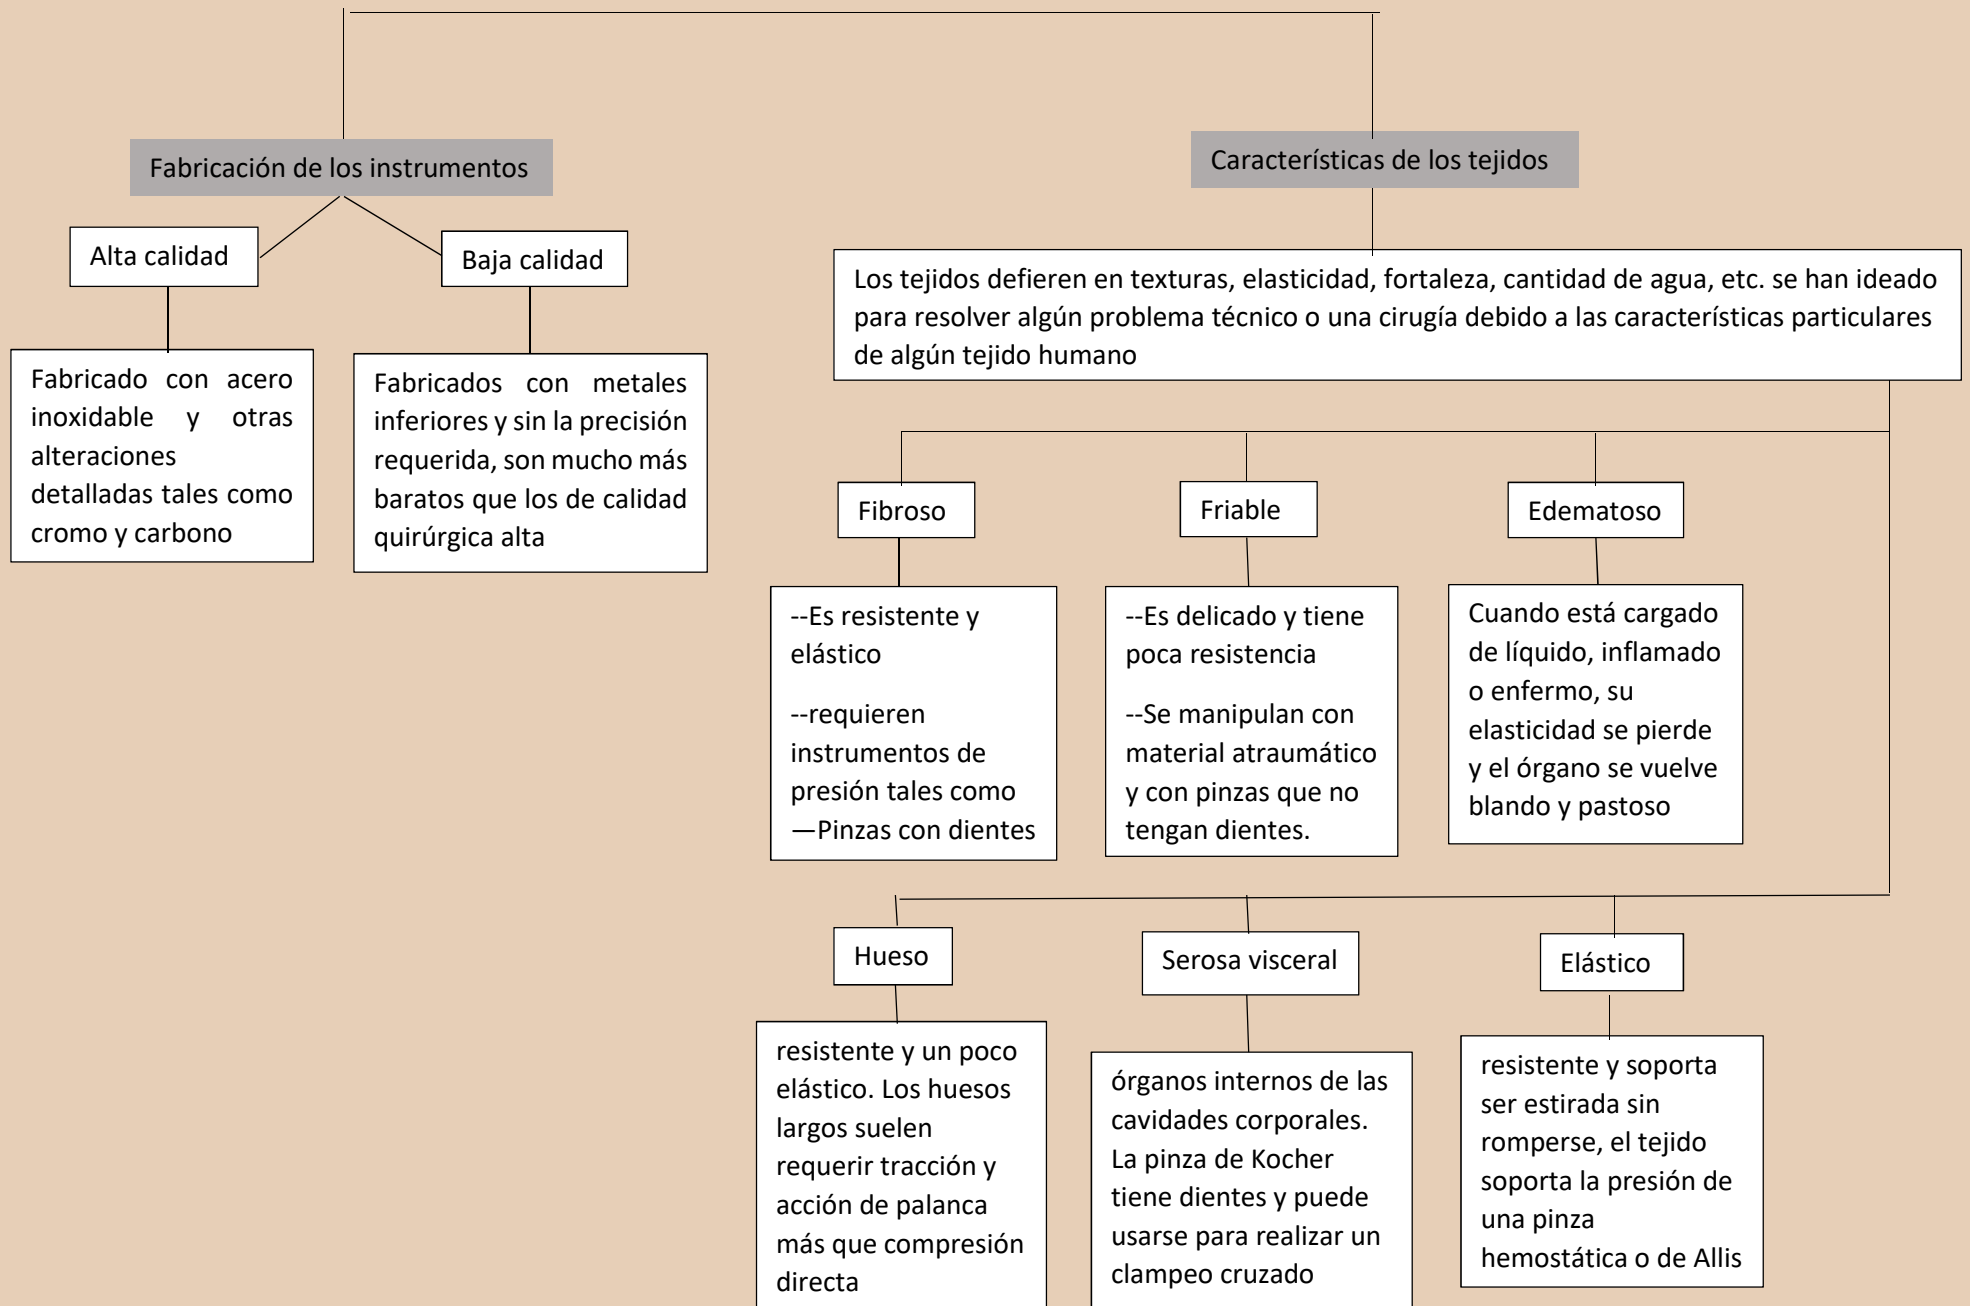 Fabricación de los instrumentos
Características de los tejidos
Alta calidad
Baja calidad
Fabricado con acero
inoxidable y otras
alteraciones
detalladas tales como
cromo y carbono
Fabricados con metales
inferiores y sin la precisión
requerida, son mucho más
baratos que los de calidad
quirúrgica alta
Los tejidos defieren en texturas, elasticidad, fortaleza, cantidad de agua, etc. se han ideado
para resolver algún problema técnico o una cirugía debido a las características particulares
de algún tejido humano
Fibroso
Friable
Edematoso
--Es resistente y
elástico
--requieren
instrumentos de
presión tales como
—Pinzas con dientes
--Es delicado y tiene
poca resistencia
--Se manipulan con
material atraumático
y con pinzas que no
tengan dientes.
Cuando está cargado
de líquido, inflamado
o enfermo, su
elasticidad se pierde
y el órgano se vuelve
blando y pastoso
Hueso
Serosa visceral
Elástico
resistente y un poco
elástico. Los huesos
largos suelen
requerir tracción y
acción de palanca
más que compresión
directa
órganos internos de las
cavidades corporales.
La pinza de Kocher
tiene dientes y puede
usarse para realizar un
clampeo cruzado
resistente y soporta
ser estirada sin
romperse, el tejido
soporta la presión de
una pinza
hemostática o de Allis